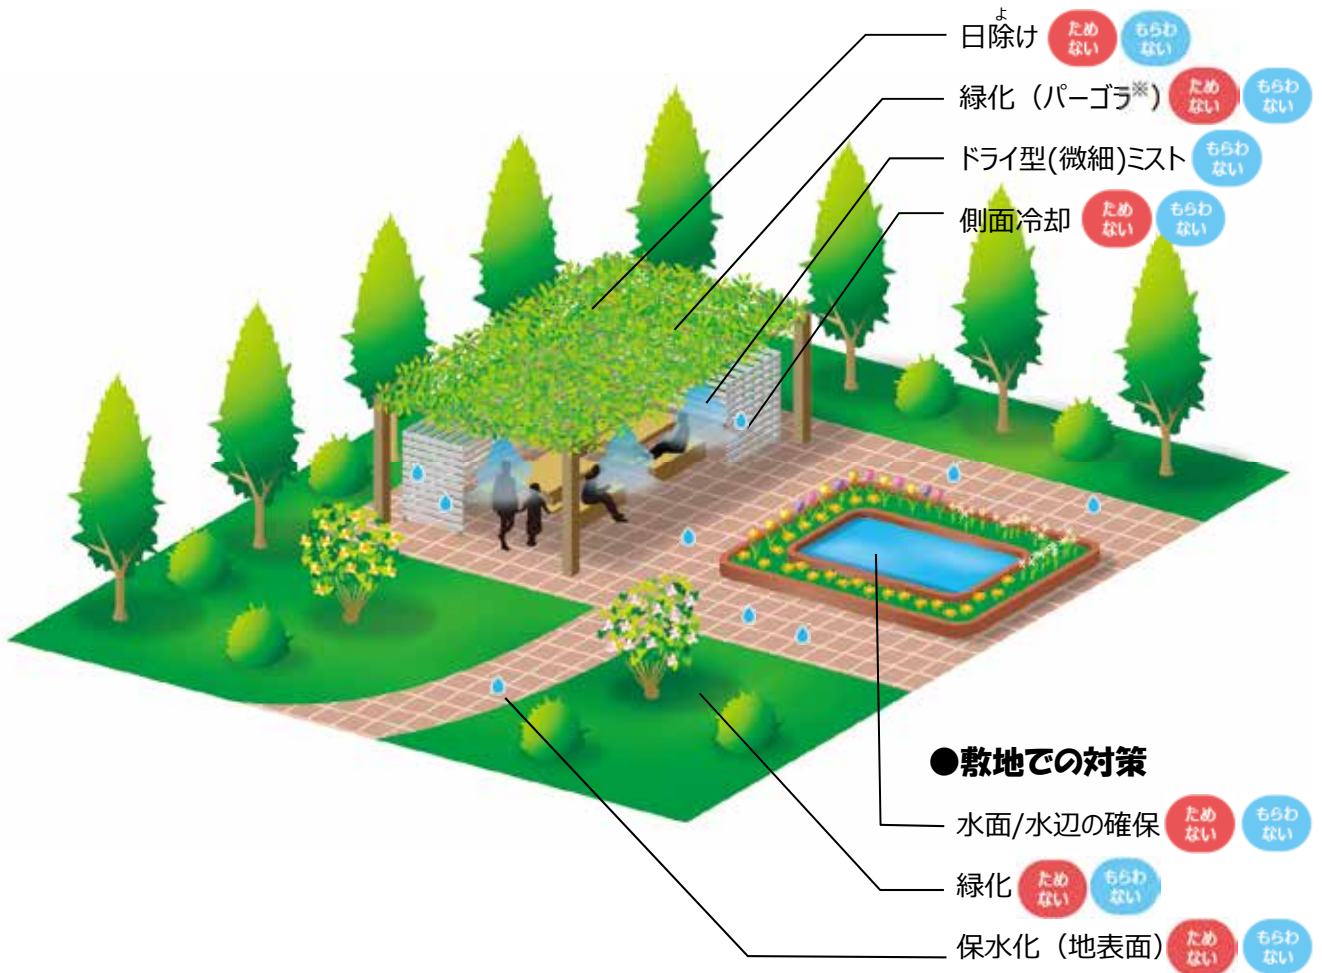 よ
日除け ため ない もらわ ない
緑化（パーゴラ※） ため ない もらわ ない
ドライ型(微細)ミスト もらわ ない
側面冷却 ため ない もらわ ない
●敷地での対策
水面/水辺の確保 ため ない もらわ ない
緑化 ため ない もらわ ない
保水化（地表面） ため ない もらわ ない